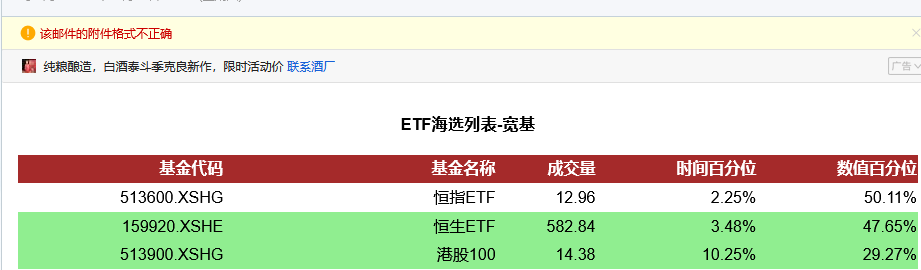 该邮件的附件格式不正确
纯粮酿造，白酒泰斗季克良新作，限时活动价 联系酒厂 广告
ETF海选列表-宽基
基金代码 基金名称 成交量 时间百分位 数值百分位
513600.XSHG 恒指ETF 12.96 2.25% 50.11%
159920.XSHE 恒生ETF 582.84 3.48% 47.65%
513900.XSHG 港股100 14.38 10.25% 29.27%